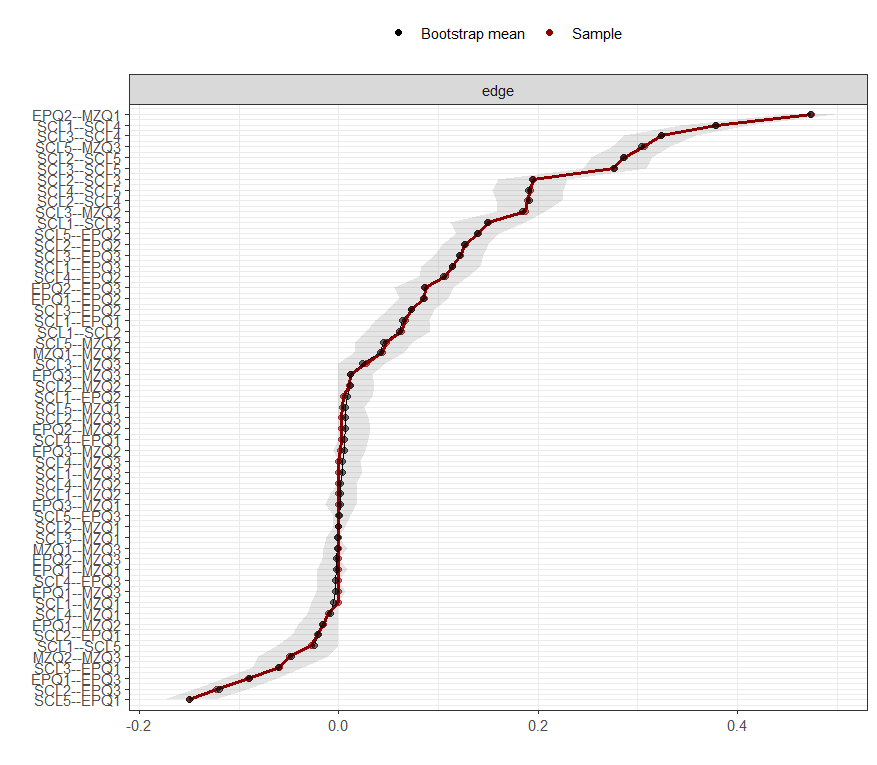 Bootstrap mean Sample
edge
EPQ2--MZQ1
SCL1--SCL4
SCL3--SCL4
SCL5--MZQ3
SCL2--SCL5
SCL3--SCL5
SCL2--SCL3
SCL4--SCL5
SCL2--SCL4
SCL3--MZQ2
SCL1--SCL3
SCL5--EPQ2
SCL2--EPQ2
SCL3--EPQ3
SCL1--EPQ3
SCL4--EPQ2
EPQ2--EPQ3
EPQ1--EPQ2
SCL3--EPQ2
SCL1--EPQ1
SCL1--SCL2
SCL5--MZQ2
MZQ1--MZQ2
SCL3--MZQ3
EPQ3--MZQ3
SCL2--MZQ2
SCL1--EPQ2
SCL5--MZQ1
SCL2--MZQ3
EPQ2--MZQ2
SCL4--EPQ1
EPQ3--MZQ2
SCL4--MZQ3
SCL1--MZQ3
SCL4--MZQ2
SCL1--MZQ2
EPQ3--MZQ1
SCL5--EPQ3
SCL2--MZQ1
SCL3--MZQ1
MZQ1--MZQ3
EPQ2--MZQ3
EPQ1--MZQ1
SCL4--EPQ3
EPQ1--MZQ3
SCL1--MZQ1
SCL4--MZQ1
EPQ1--MZQ2
SCL2--EPQ1
SCL1--SCL5
MZQ2--MZQ3
SCL3--EPQ1
EPQ1--EPQ3
SCL2--EPQ3
SCL5--EPQ1
-0.2 0.0 0.2 0.4